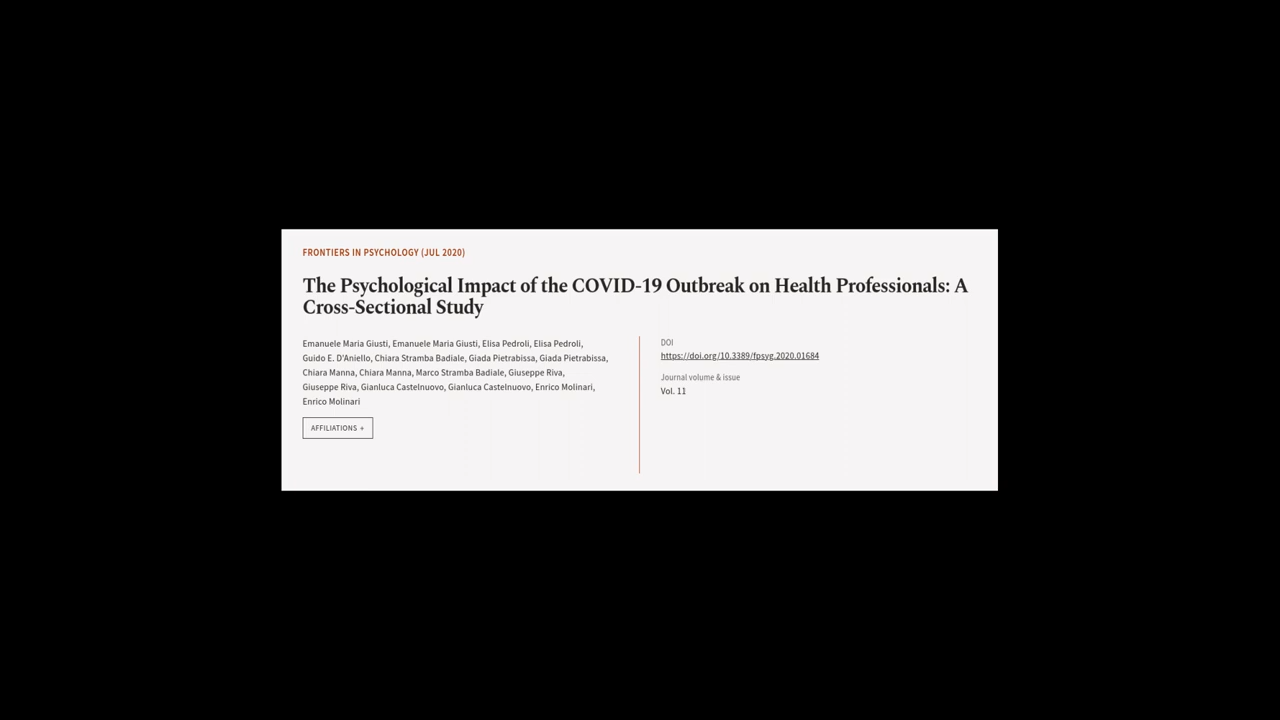 FRONTIERS IN PSYCHOLOGY (JUL 2020)
The Psychological Impact of the COVID-19 Outbreak on Health Professionals: A
Cross-Sectional Study
Emanuele Maria Giusti, Emanuele Maria Giusti, Elisa Pedroli, Elisa Pedroli,
Guido E. D'Aniello, Chiara Stramba Badiale, Giada Pietrabissa, Giada Pietrabissa,
Chiara Manna, Chiara Manna, Marco Stramba Badiale, Giuseppe Riva,
Giuseppe Riva, Gianluca Castelnuovo, Gianluca Castelnuovo, Enrico Molinari,
Enrico Molinari
AFFILIATIONS +
DOI
https://doi.org/10.3389/fpsyg.2020.01684
Journal volume & issue
Vol. 11